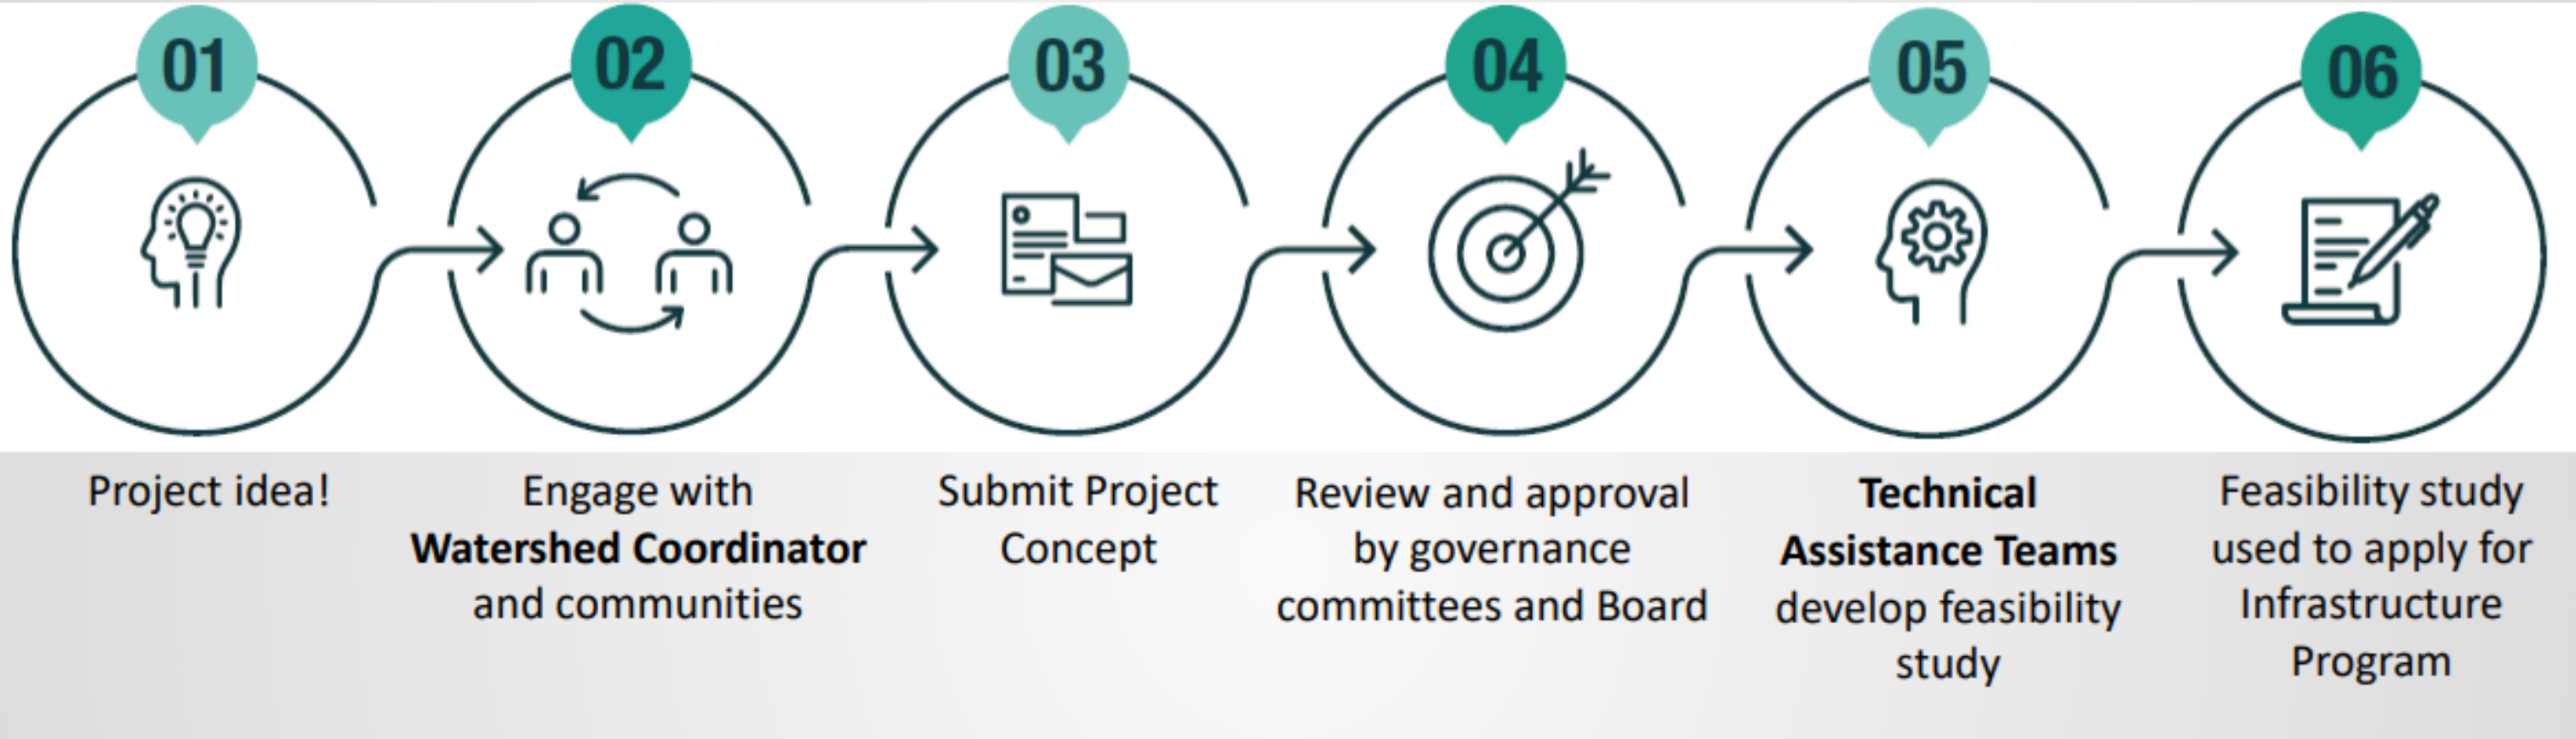 01
Project idea!
02
Engage with
Watershed Coordinator
and communities
03
Submit Project
Concept
04
Review and approval
by governance
committees and Board
05
Technical
Assistance Teams
develop feasibility
study
06
Feasibility study
used to apply for
Infrastructure
Program